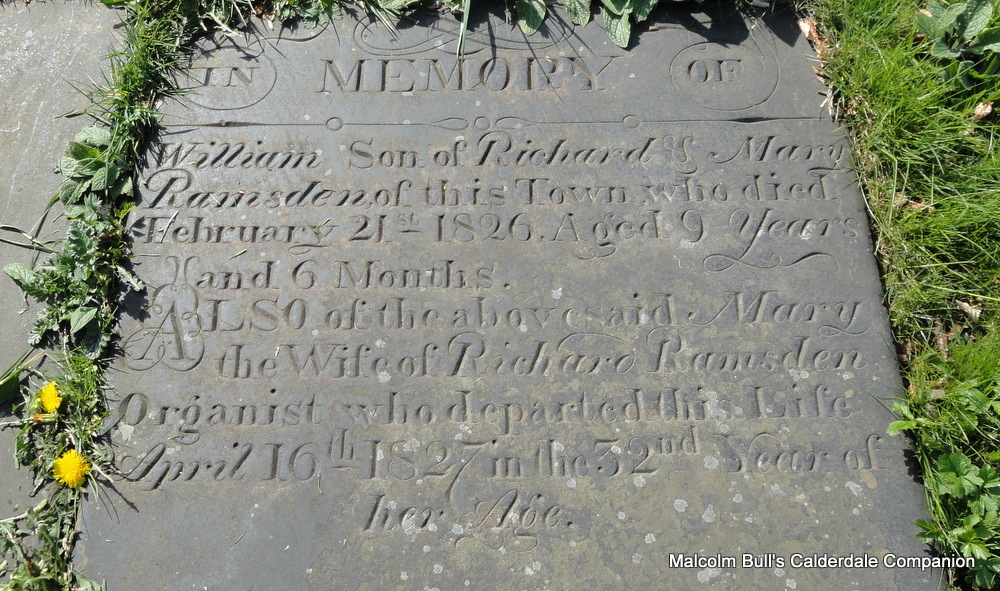 IN MEMORY OF
William Son of Richard & Mary
Ramsden of this Town who died
February 21st 1826. Aged 9 Years
and 6 Months.
ALSO of the abovesaid Mary
the Wife of Richard Ramsden
Organist who departed this Life
April 16th 1827 in the 32nd Year of
her Age.
Malcolm Bull's Calderdale Companion